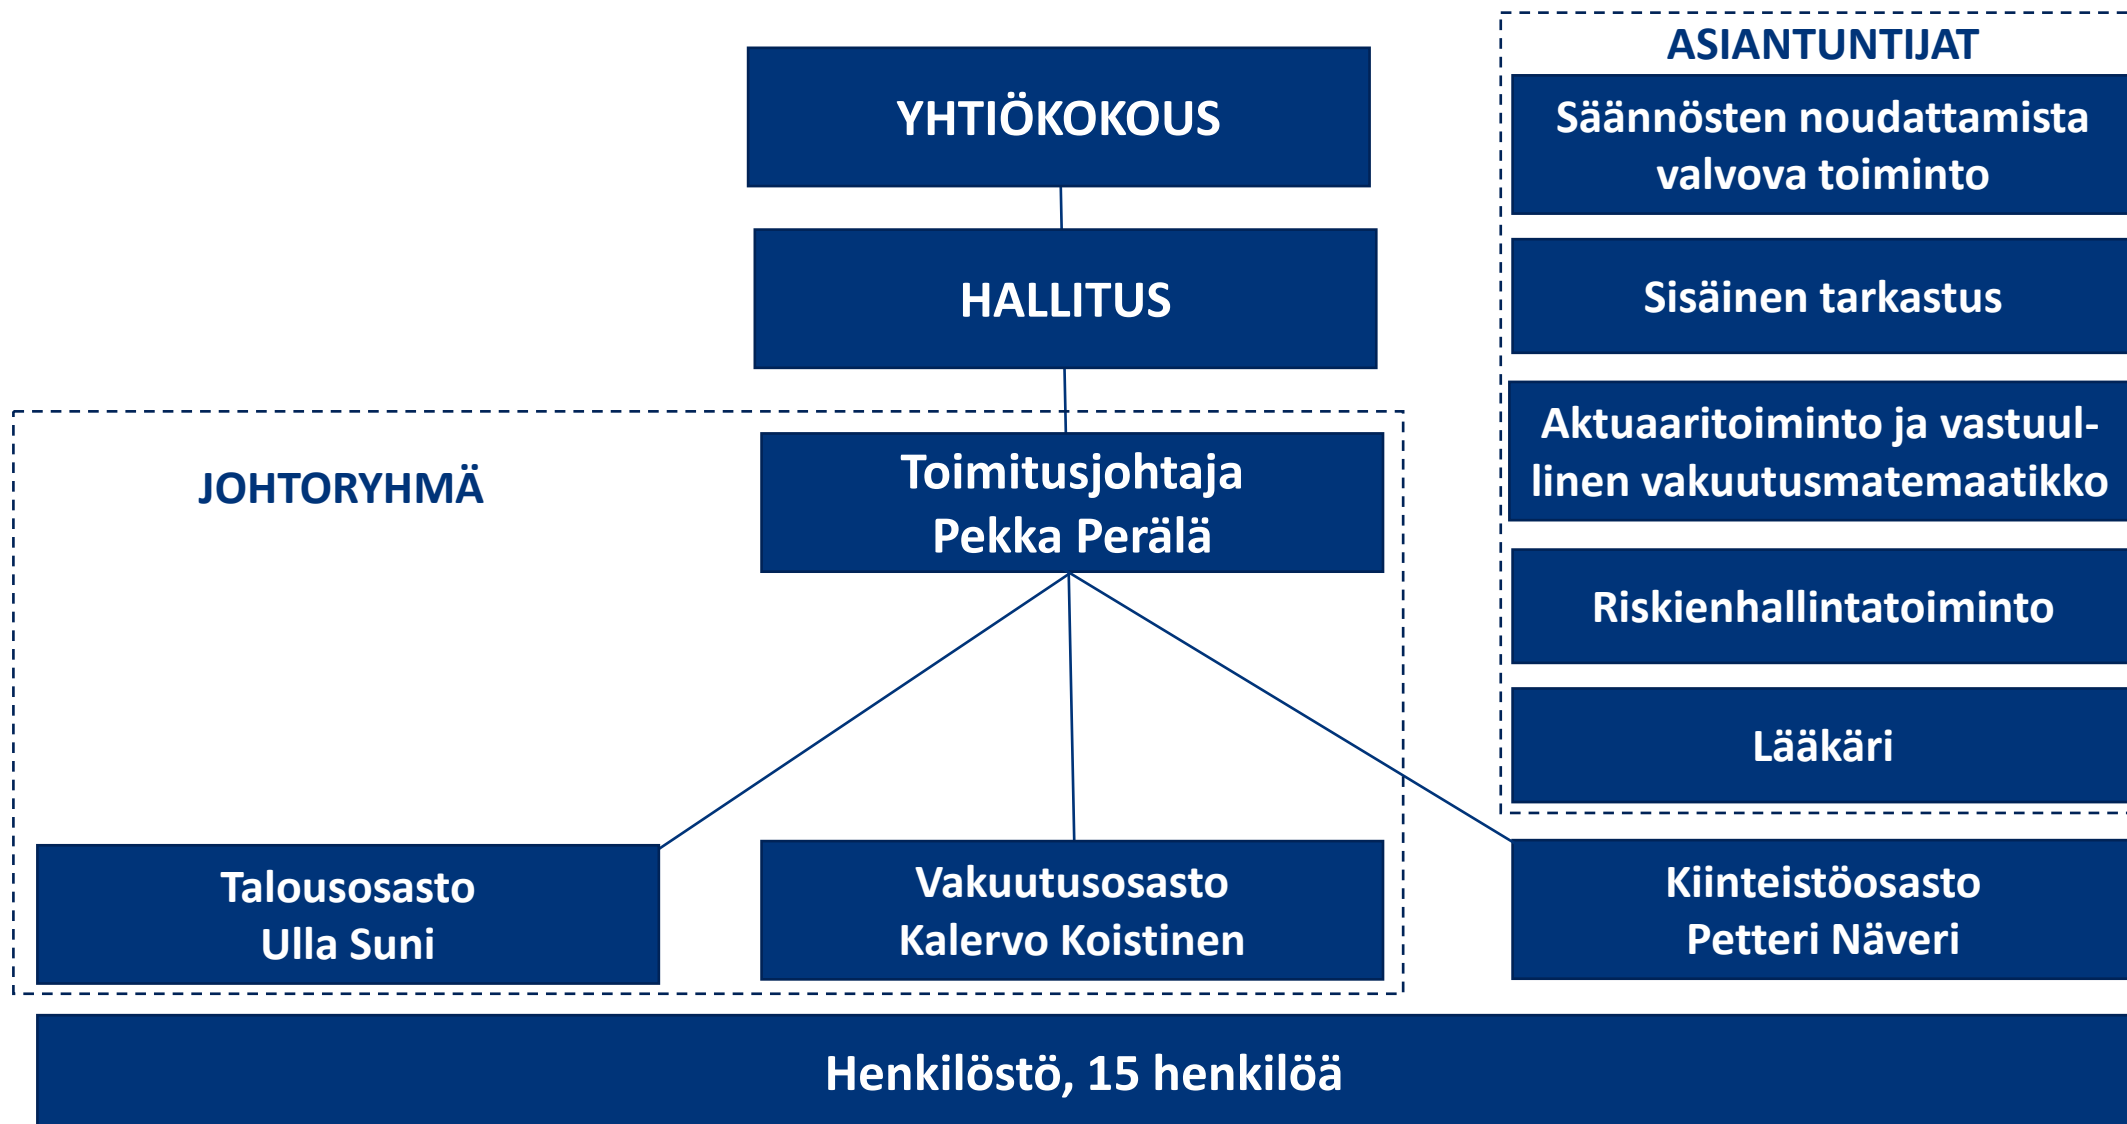 YHTIÖKOKOUS
HALLITUS
JOHTORYHMÄ
Toimitusjohtaja
Pekka Perälä
Talousosasto
Ulla Suni
Vakuutusosasto
Kalervo Koistinen
Kiinteistöosasto
Petteri Näveri
Henkilöstö, 15 henkilöä
ASIANTUNTIJAT
Säännösten noudattamista
valvova toiminto
Sisäinen tarkastus
Aktuaaritoiminto ja vastuul-
linen vakuutusmatemaatikko
Riskienhallintatoiminto
Lääkäri